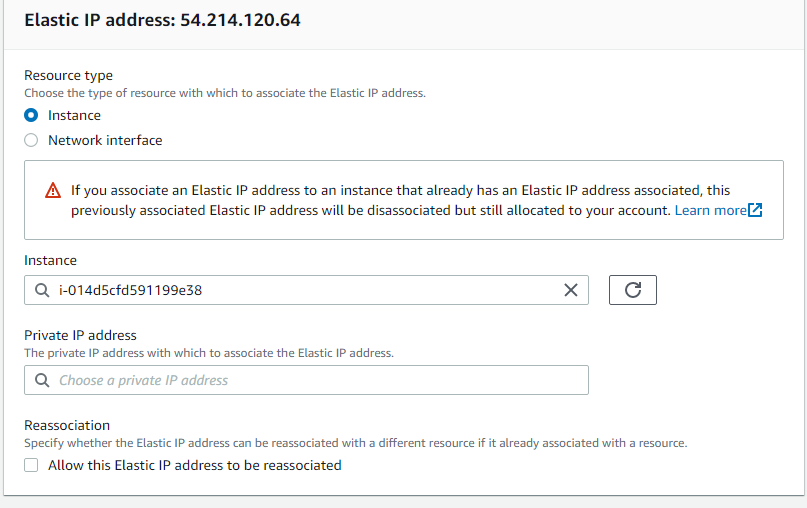 Elastic IP address: 54.214.120.64
Resource type
Choose the type of resource with which to associate the Elastic IP address.
Instance
Network interface
If you associate an Elastic IP address to an instance that already has an Elastic IP address associated, this
previously associated Elastic IP address will be disassociated but still allocated to your account. Learn more
Instance
i-014d5cfd591199e38
Private IP address
The private IP address with which to associate the Elastic IP address.
Choose a private IP address
Reassociation
Specify whether the Elastic IP address can be reassociated with a different resource if it already associated with a resource.
Allow this Elastic IP address to be reassociated